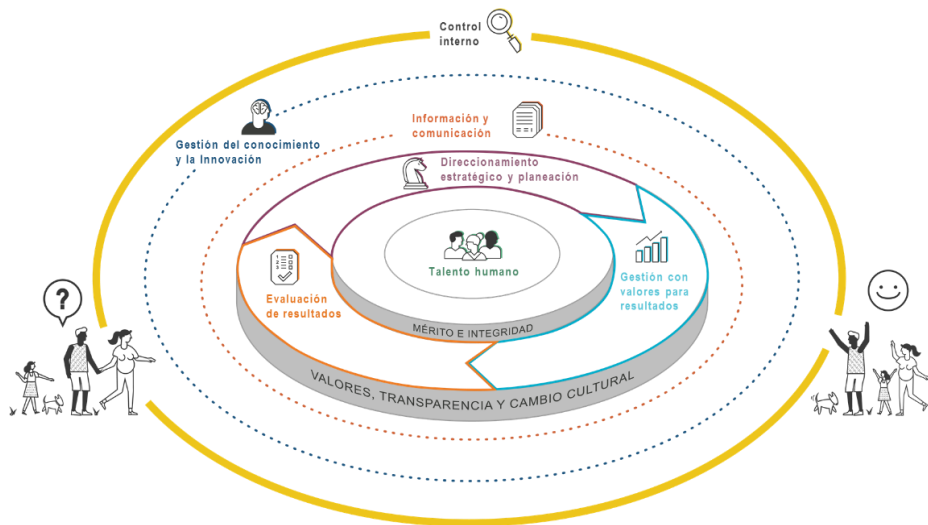 Control
interno
Gestión del conocimiento
y la Innovación
Información y
comunicación
Direccionamiento
estratégico y planeación
Talento humano
Gestión con
valores para
resultados
Evaluación
de resultados
MÉRITO E INTEGRIDAD
VALORES, TRANSPARENCIA Y CAMBIO CULTURAL
?